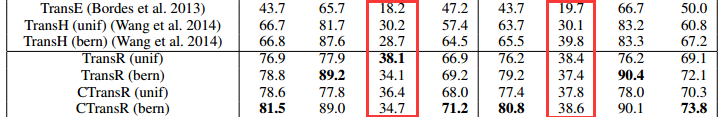 TransE (Bordes et al. 2013) 43.7 65.7 18.2 47.2 43.7 19.7 66.7 50.0
TransH (unif) (Wang et al. 2014) 66.7 81.7 30.2 57.4 63.7 30.1 83.2 60.8
TransH (bern) (Wang et al. 2014) 66.8 87.6 28.7 64.5 65.5 39.8 83.3 67.2
TransR (unif) 76.9 77.9 38.1 66.9 76.2 38.4 76.2 69.1
TransR (bern) 78.8 89.2 34.1 69.2 79.2 37.4 90.4 72.1
CTransR (unif) 78.6 77.8 36.4 68.0 77.4 37.8 78.0 70.3
CTransR (bern) 81.5 89.0 34.7 71.2 80.8 38.6 90.1 73.8